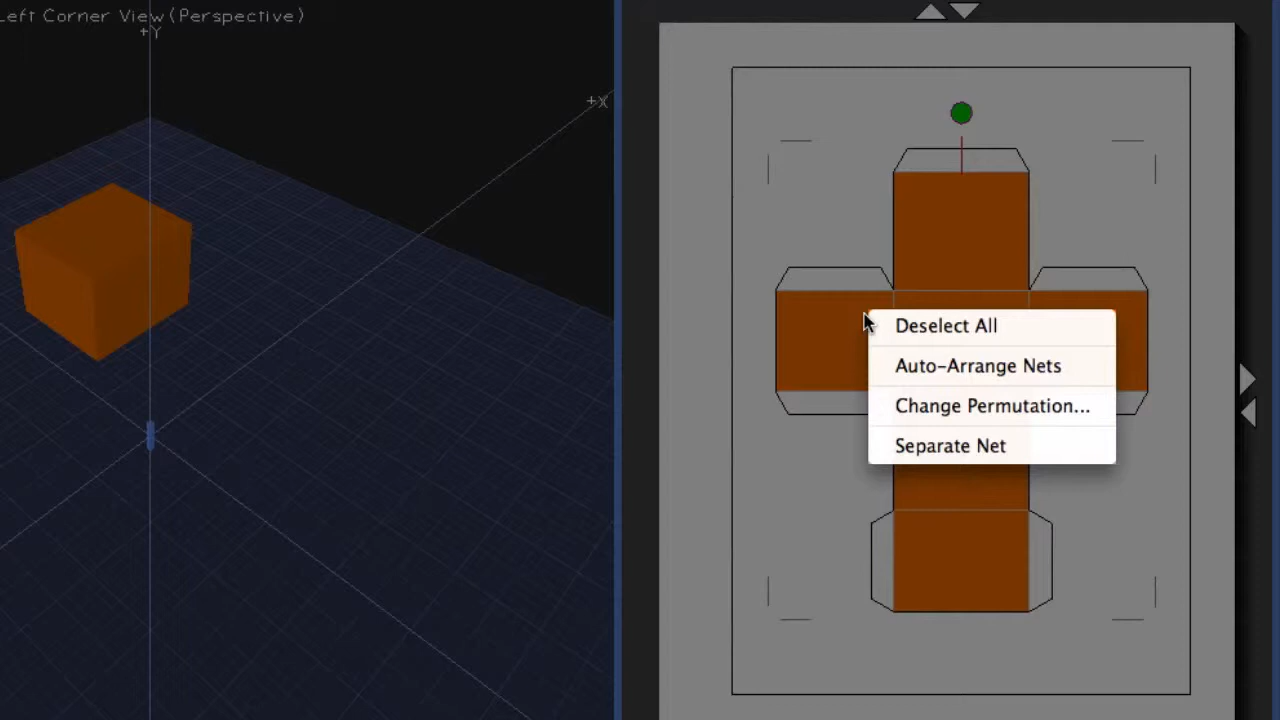 Left Corner View (Perspective)
+Y
+X
Deselect All
Auto-Arrange Nets
Change Permutation...
Separate Net